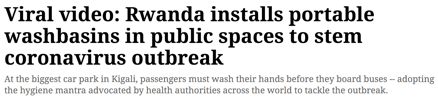 Viral video: Rwanda installs portable
washbasins in public spaces to stem
coronavirus outbreak
At the biggest car park in Kigali, passengers must wash their hands before they board buses -- adopting
the hygiene mantra advocated by health authorities across the world to tackle the outbreak.